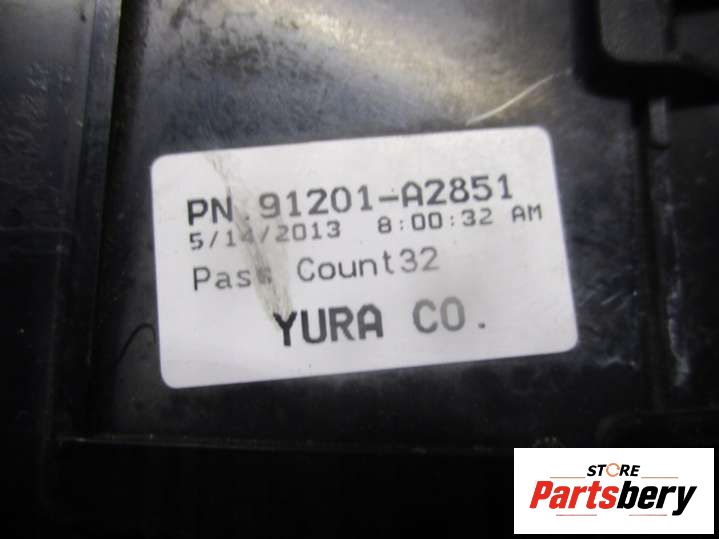 PN.91201-A2851
5/14/2013 8:00:32 AM
Pass Count32
YURA CO.
STORE
Partsbery